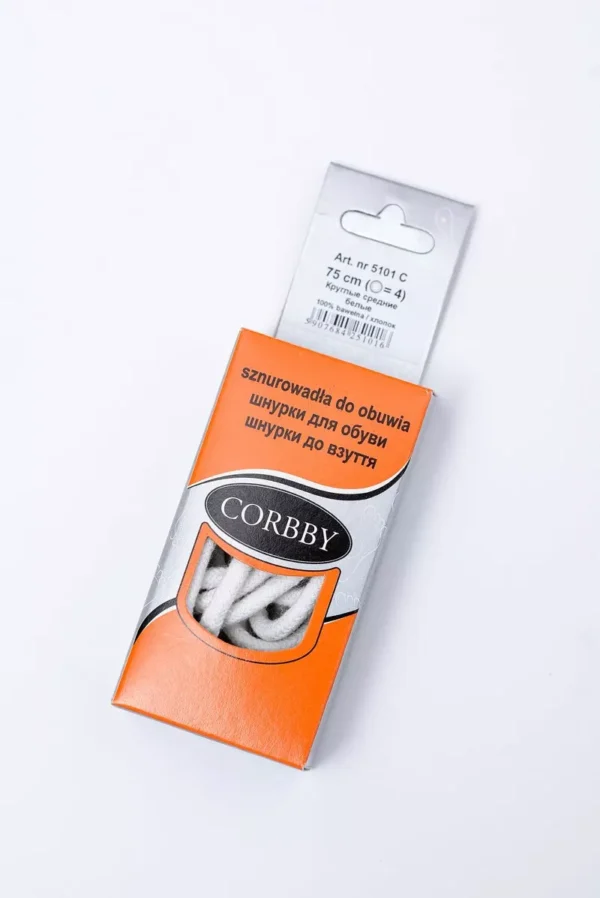 Art. nr 5101 C
75 cm (= 4)
Круглые средние
белые
100% bawełna / хлопок
5907684251016
sznurowadła do obuwia
шнурки для обуви
шнурки до взуття
CORBBY